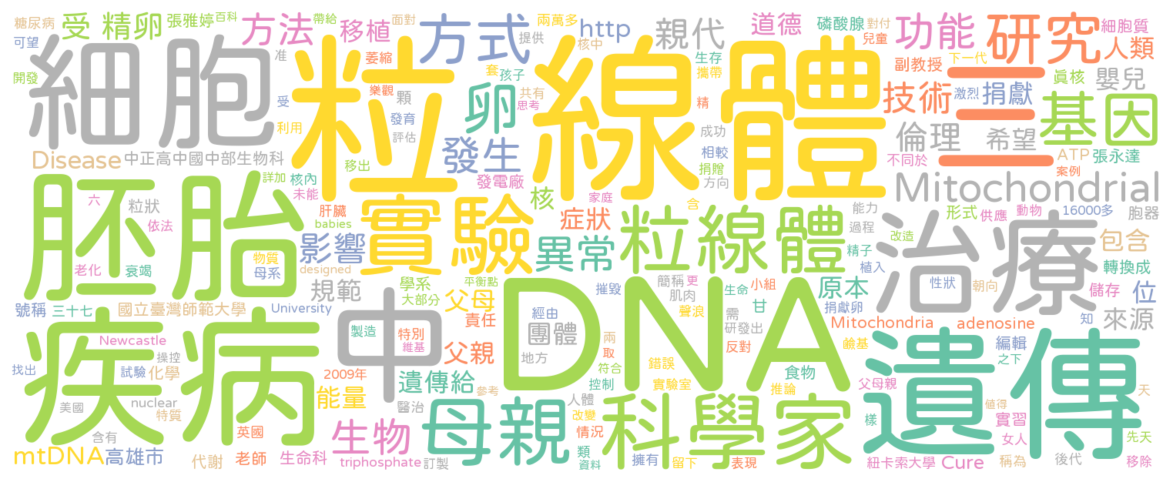 糖尿病 受精卵 張雅婷 百科 方法 帶給 移植 面對 方式 兩萬多 http 對付 親代 道德 磷酸腺 兒童 功能 研究 細胞質 人類
可望 細胞 准 萎縮 提供 核中 粒線體 生存 攜帶 副教授 下一代 三 真核 嬰兒
開發 受 樂觀 顆 套 孩子 共有 卵 思考 精 技術 激烈 捐獻 基因
利用 發育 評估 發生 成功 相較 倫理 希望
Disease 中正高中國中部生物科 移出 捐贈 不同於 ATP 張永達
詳加 核內 未能 發電廠 方向 案例
胚胎 六 粒狀 肝臟 實驗 核 家庭 含 能力 Mitochondrial
依法 babies 症狀 粒線體 過程 形式 供應 動物 16000多 胞器
物質 影響 異常 精子 改造 治療 包含
老化 衰竭 母系 designed 學系 平衡點 摧毀 簡稱 更 生命 小組 植入 性狀 朝向 轉換成
號稱 三十七 國立臺灣師範大學 規範 大部分 父母 肌肉 甘 原本 儲存 位
University 中 製造 特別 責任 經由 團體 DNA 聲浪 需 研發出 捐獻卵 反對 Mitochondria adenosine 知 來源
疾病 Newcastle 維基 父親 地方 兩 取 錯誤 鹼基 編輯 之下
找出 操控 試驗 化學 2009年 遺傳給 符合 控制 食物 推論 遺傳
美國 nuclear 特質 能量 醫治 母親 參考 人體 實驗室 父母親 值得 天
含有 英國 生物 改變 科學家 樣 實習 女人 先天
mtDNA 高雄市 代謝 老師 生命科 triphosphate 訂製 情況 類 資料 擁有 留下 表現 紐卡索大學 Cure 稱為 後代 移除